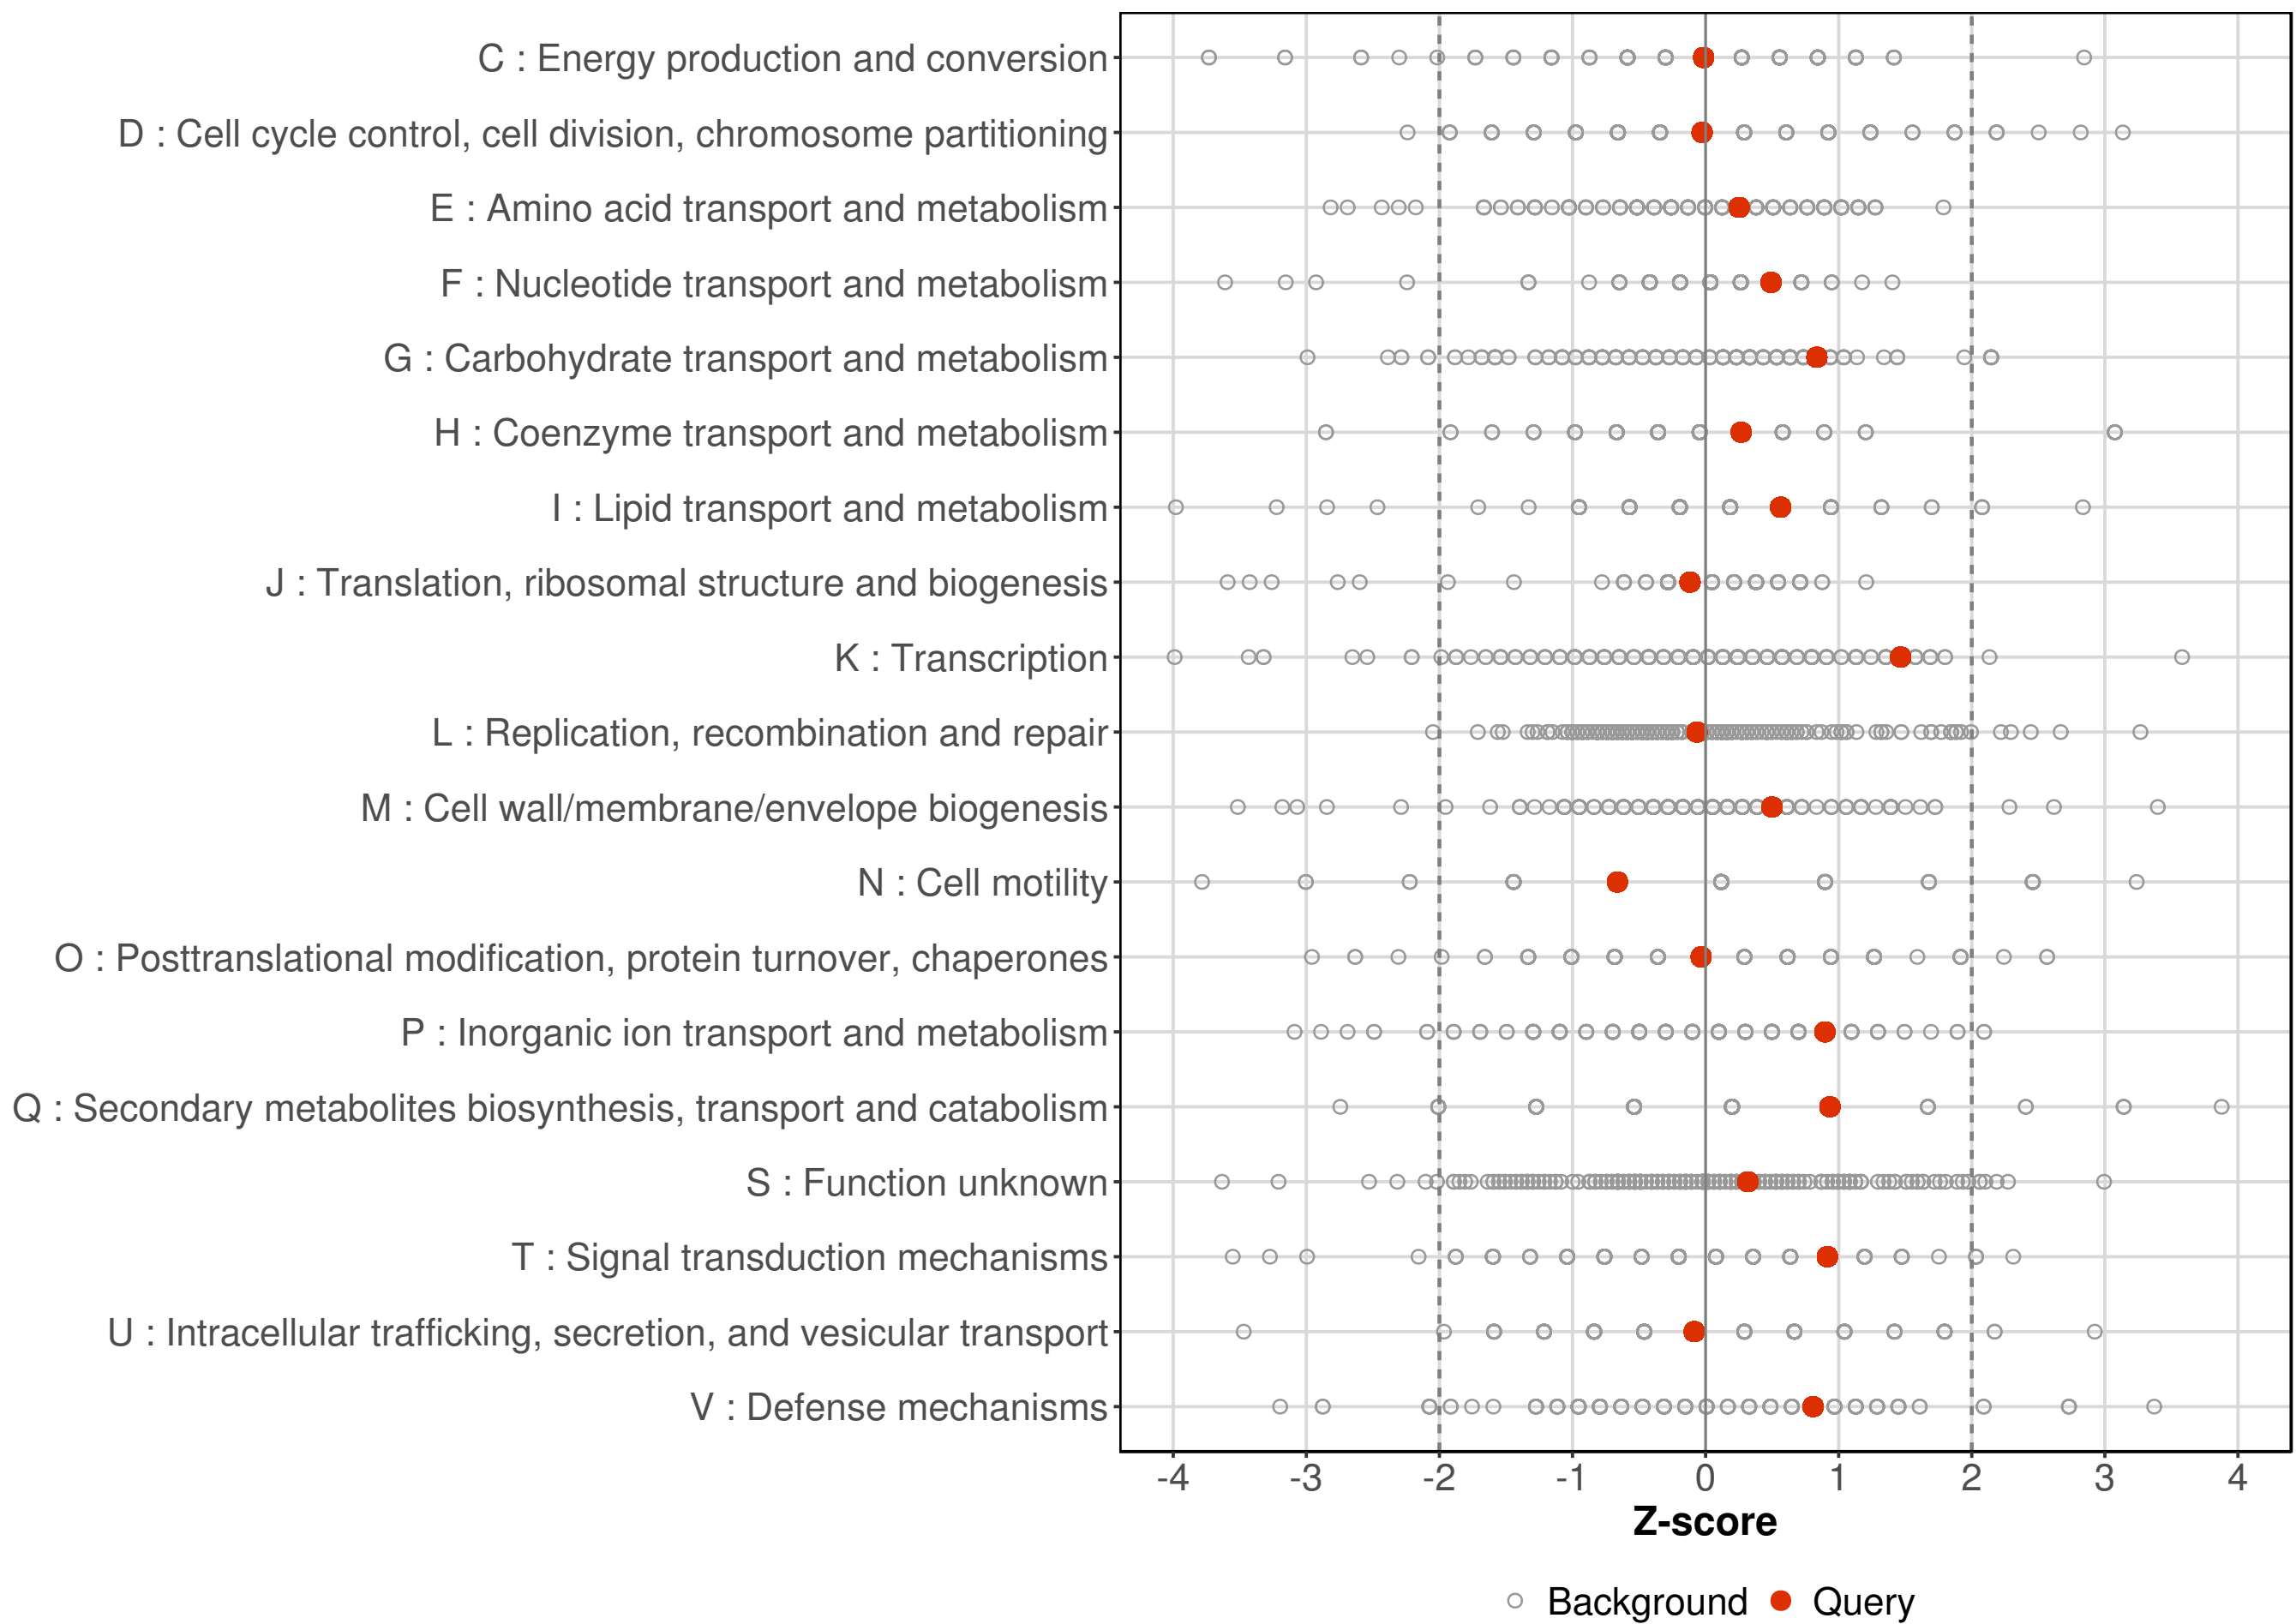 C : Energy production and conversion
D : Cell cycle control, cell division, chromosome partitioning
E : Amino acid transport and metabolism
F : Nucleotide transport and metabolism
G : Carbohydrate transport and metabolism
H : Coenzyme transport and metabolism
I : Lipid transport and metabolism
J : Translation, ribosomal structure and biogenesis
K : Transcription
L : Replication, recombination and repair
M : Cell wall/membrane/envelope biogenesis
N : Cell motility
O : Posttranslational modification, protein turnover, chaperones
P : Inorganic ion transport and metabolism
Q : Secondary metabolites biosynthesis, transport and catabolism
S : Function unknown
T : Signal transduction mechanisms
U : Intracellular trafficking, secretion, and vesicular transport
V : Defense mechanisms
-4 -3 -2 -1 0 1 2 3 4
Z-score
Background Query